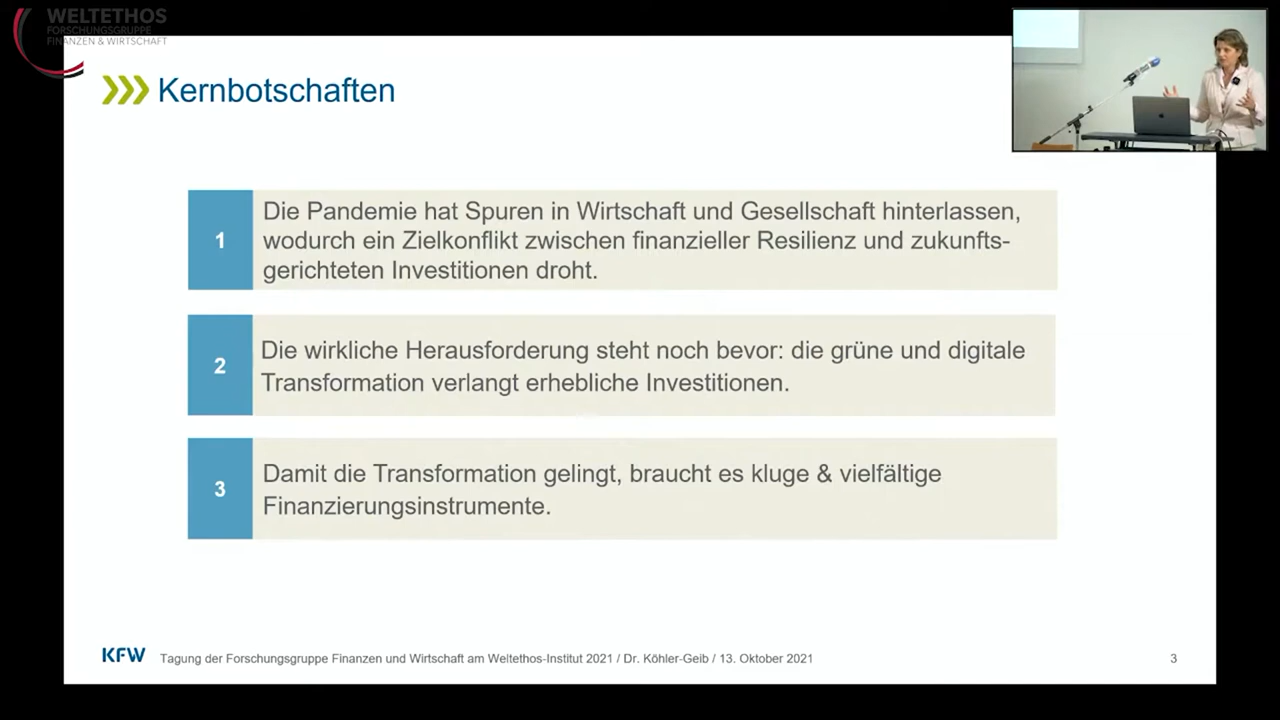 WELTETHOS
FORSCHUNGSGRUPPE
FINANZEN & WIRTSCHAFT
Kernbotschaften
1
Die Pandemie hat Spuren in Wirtschaft und Gesellschaft hinterlassen,
wodurch ein Zielkonflikt zwischen finanzieller Resilienz und zukunfts-
gerichteten Investitionen droht.
2
Die wirkliche Herausforderung steht noch bevor: die grüne und digitale
Transformation verlangt erhebliche Investitionen.
3
Damit die Transformation gelingt, braucht es kluge & vielfältige
Finanzierungsinstrumente.
KFW Tagung der Forschungsgruppe Finanzen und Wirtschaft am Weltethos-Institut 2021 / Dr. Köhler-Geib / 13. Oktober 2021 3